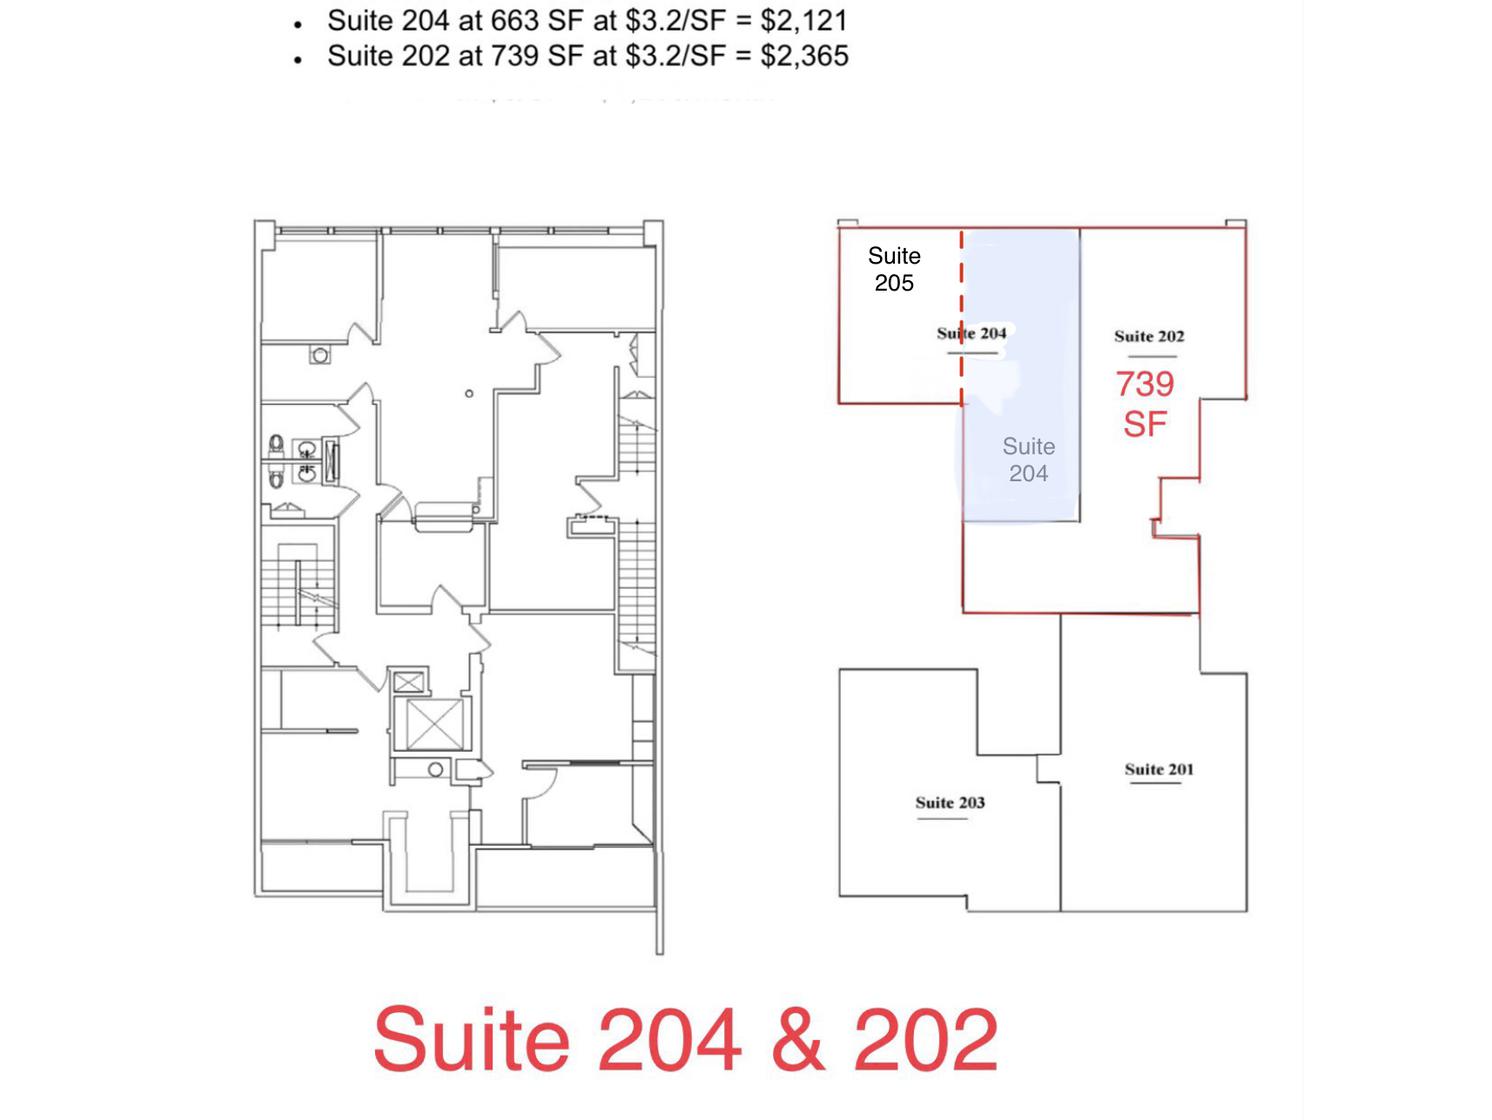 • Suite 204 at 663 SF at $3.2/SF = $2,121
• Suite 202 at 739 SF at $3.2/SF = $2,365
Suite
205
Suite 204
Suite 202
739
SF
Suite
204
Suite 201
Suite 203
Suite 204 & 202